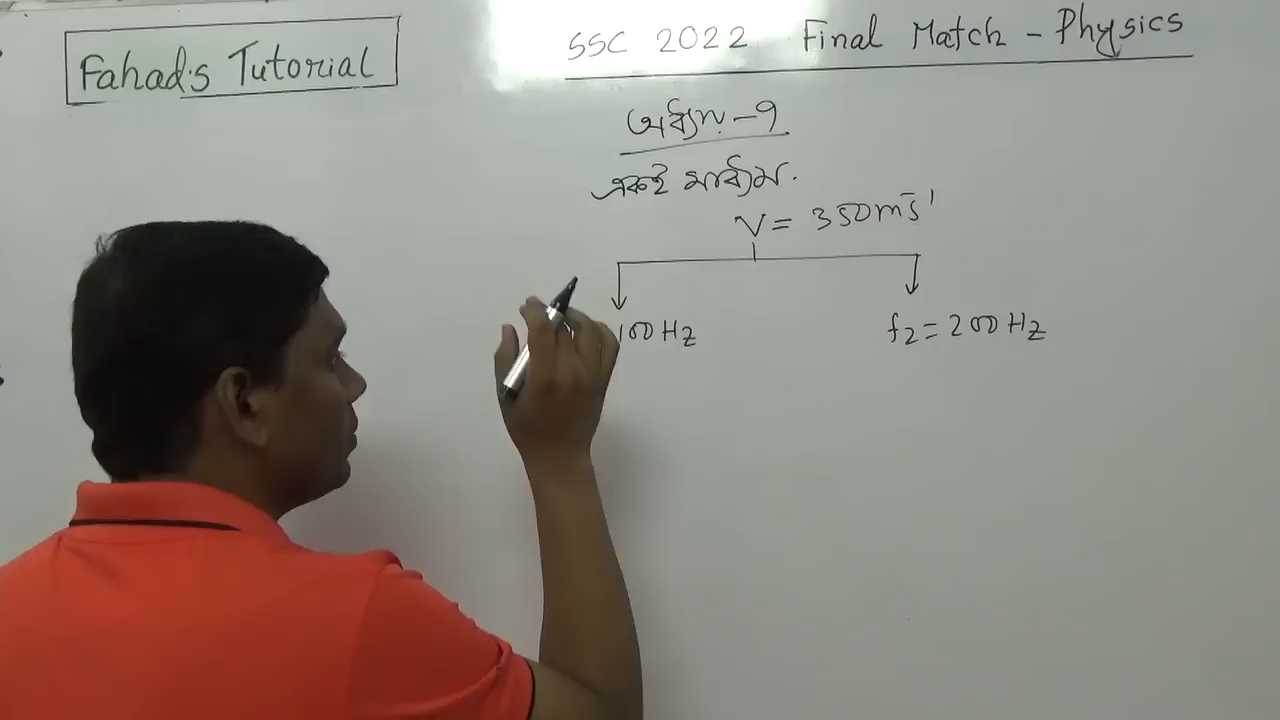 Fahad's Tutorial
SSC 2022 Final Match - Physics
অধ্যায়-৭
একই মাধ্যম.
V = 350ms⁻¹
100 Hz
f₂ = 200 Hz